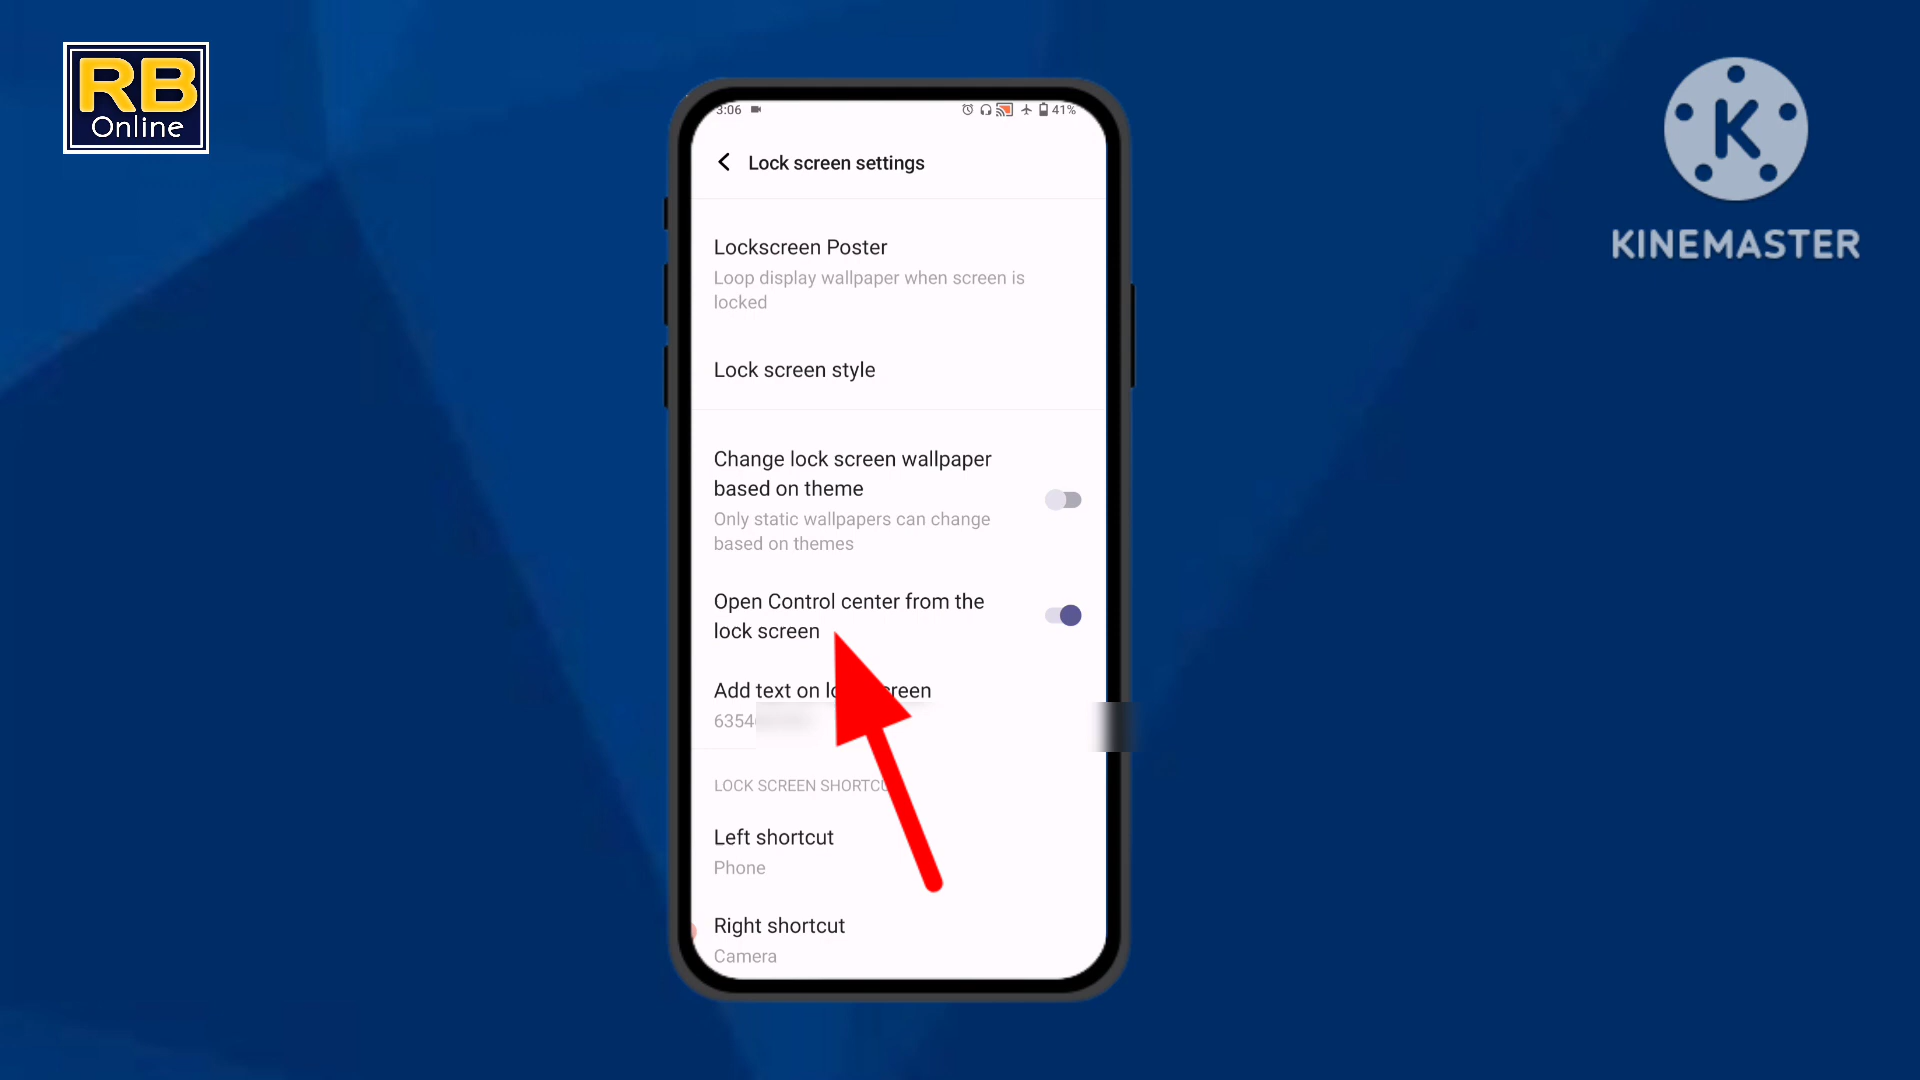 RB
Online
K
KINEMASTER
3:06
41%
Lock screen settings
Lockscreen Poster
Loop display wallpaper when screen is
locked
Lock screen style
Change lock screen wallpaper
based on theme
Only static wallpapers can change
based on themes
Open Control center from the
lock screen
Add text on screen
6354
LOCK SCREEN
Left shortcut
Phone
Right shortcut
Camera